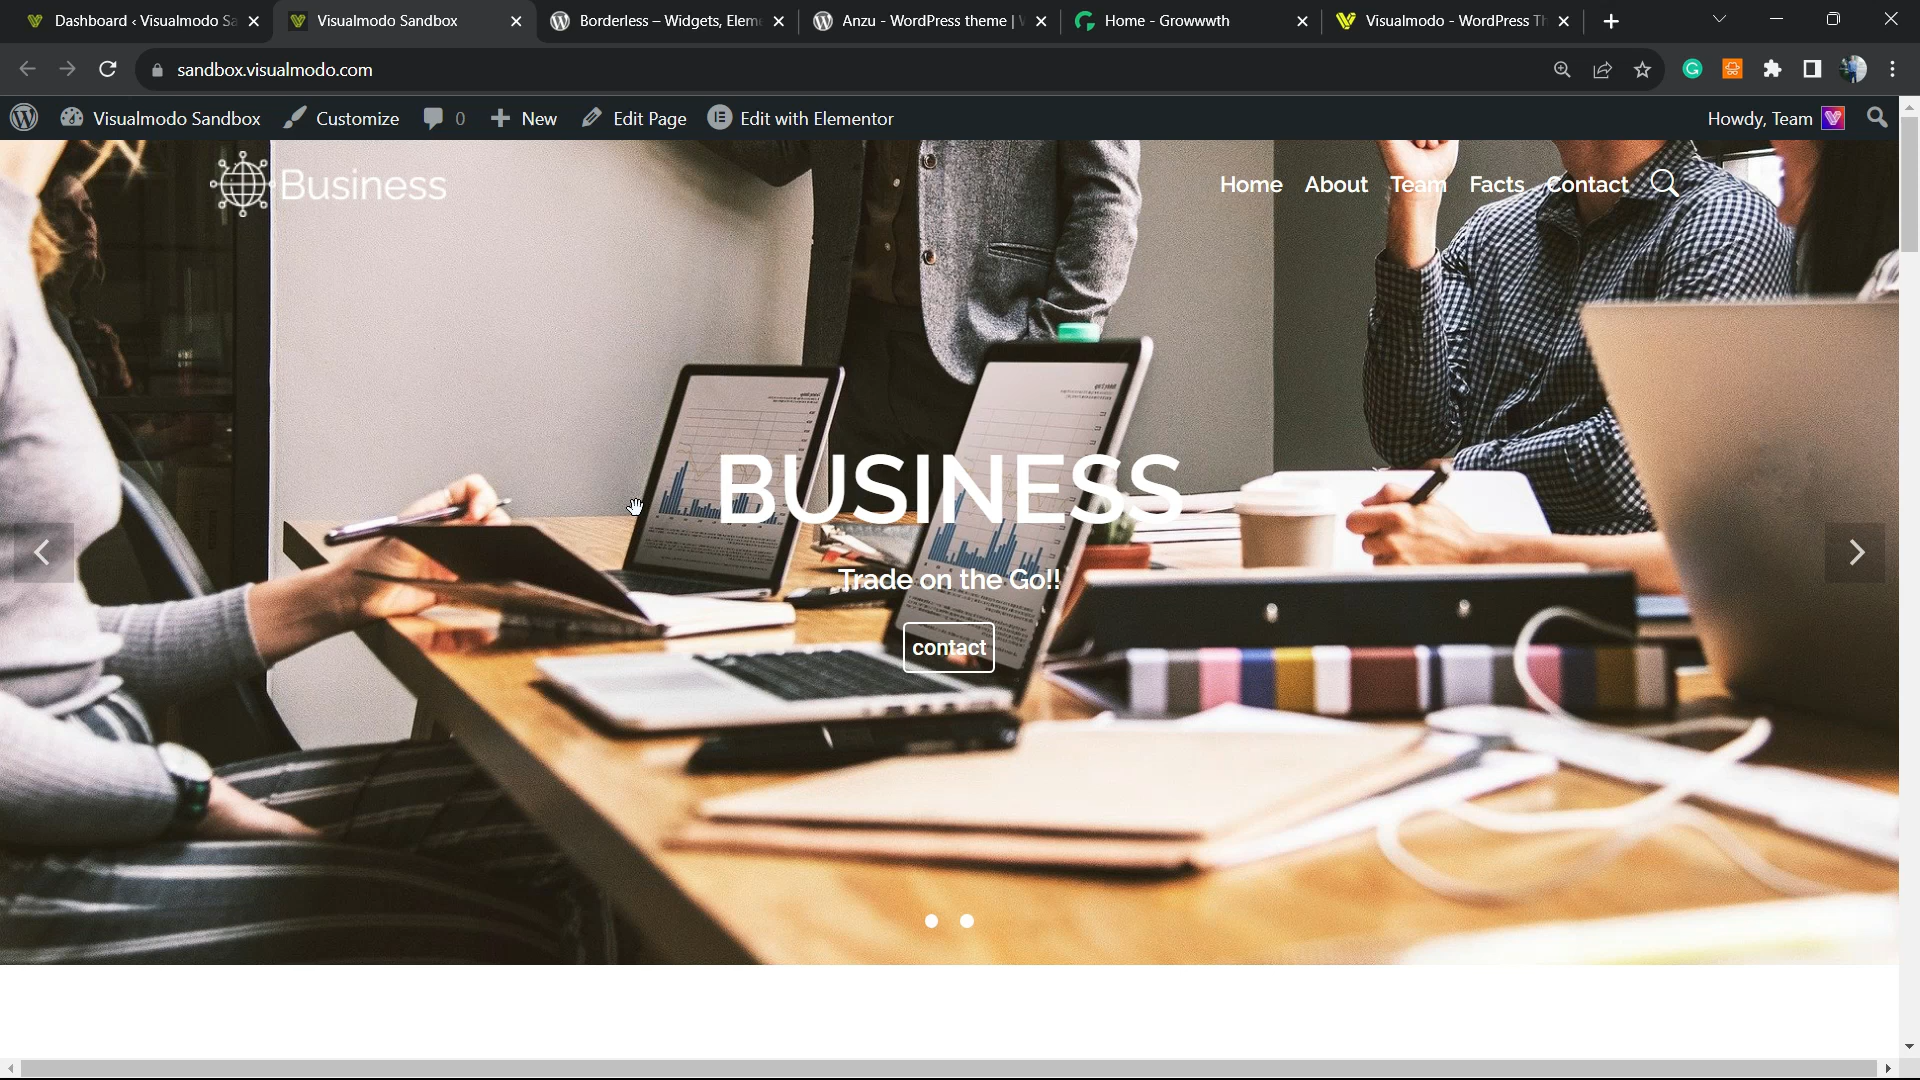 Dashboard ‹ Visualmodo Sa
Visualmodo Sandbox
Borderless – Widgets, Eleme
Anzu - WordPress theme |
Home - Growwwth
Visualmodo - WordPress Th
sandbox.visualmodo.com
Visualmodo Sandbox
Customize
0
New
Edit Page
Edit with Elementor
Howdy, Team
Business
Home
About
Team
Facts
Contact
BUSINESS
Trade on the Go!!
contact